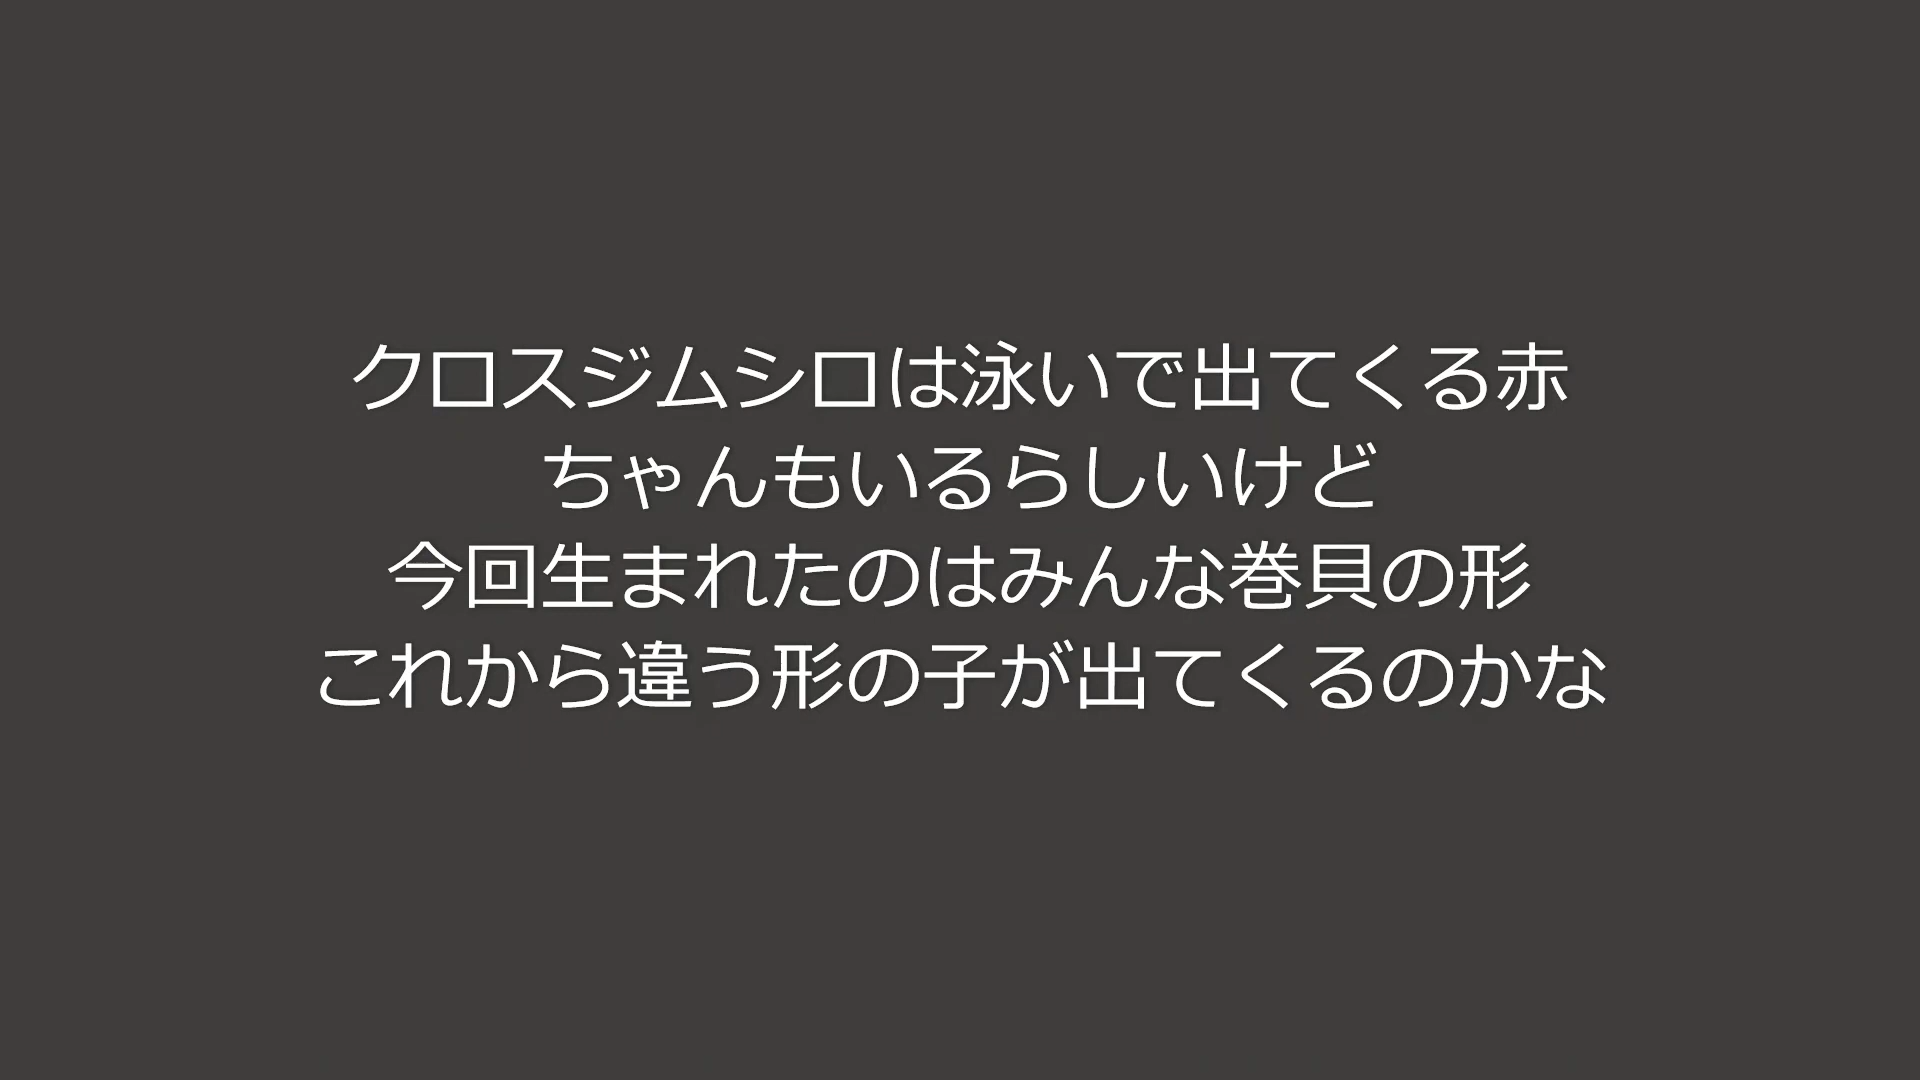 クロスジムシロは泳いで出てくる赤
ちゃんもいるらしいけど
今回生まれたのはみんな巻貝の形
これから違う形の子が出てくるのかな